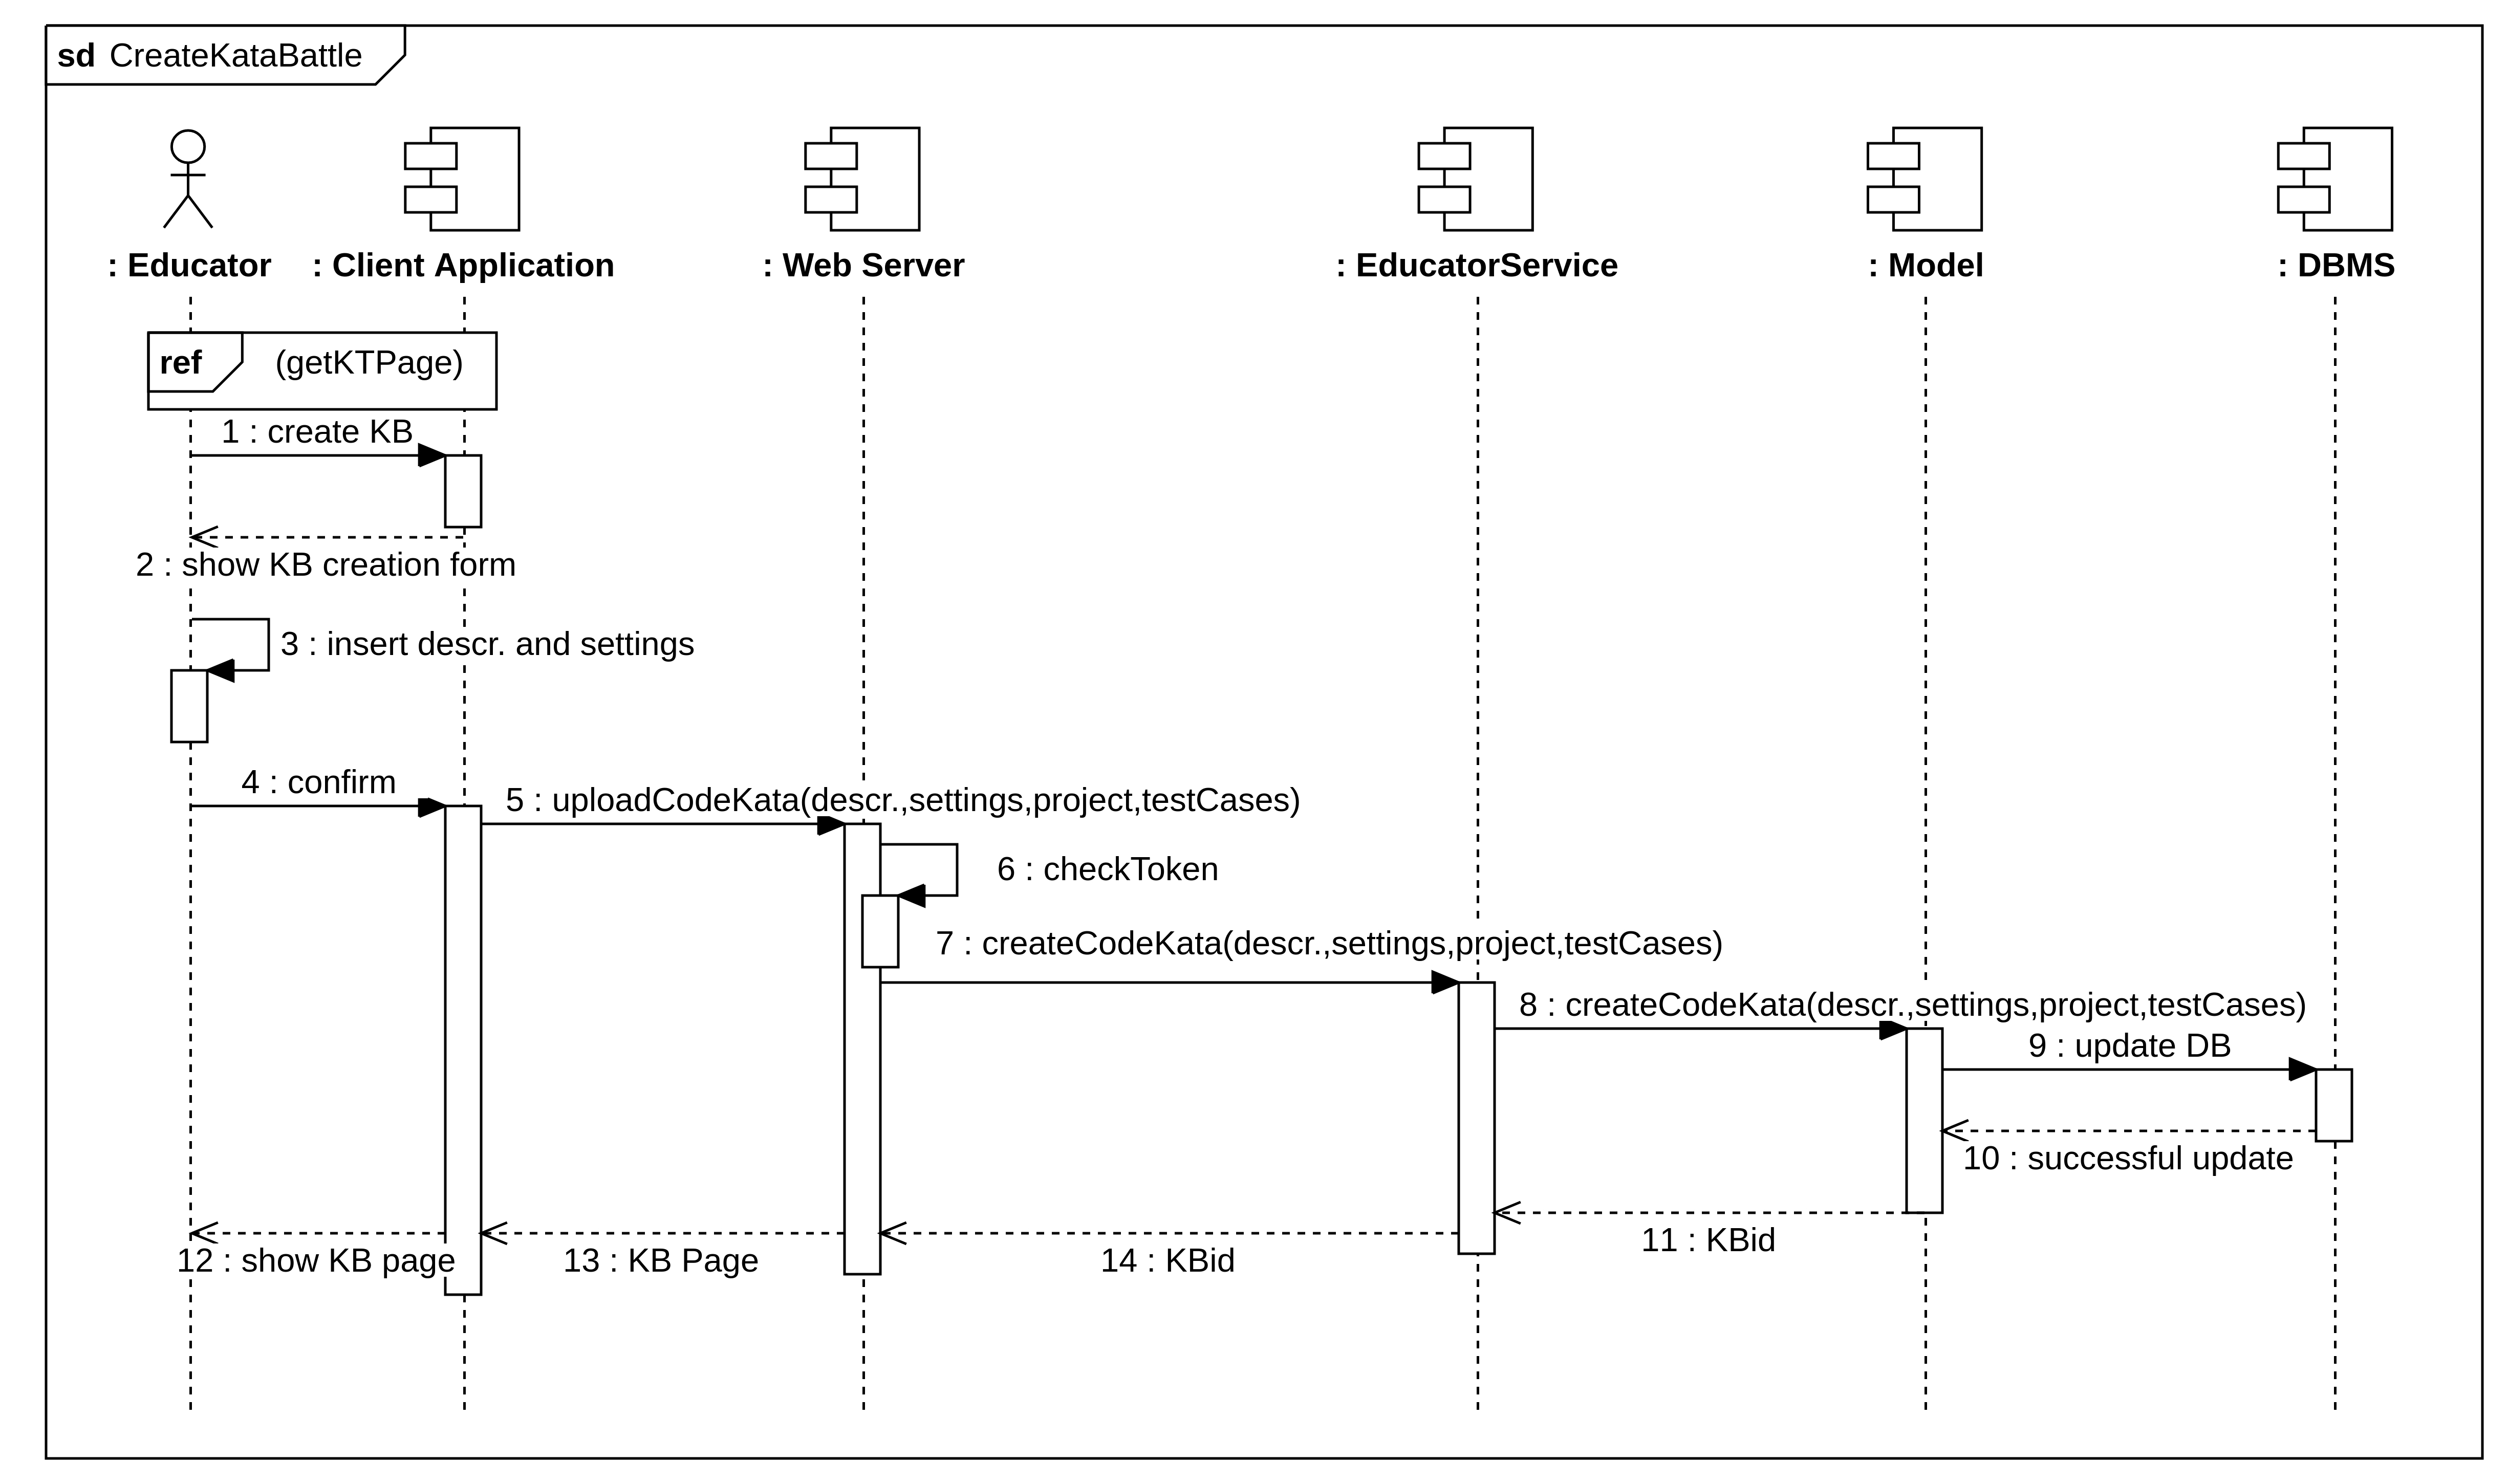 sd CreateKataBattle
: Educator
: Client Application
: Web Server
: EducatorService
: Model
: DBMS
ref (getKTPage)
1 : create KB
2 : show KB creation form
3 : insert descr. and settings
4 : confirm
5 : uploadCodeKata(descr.,settings,project,testCases)
6 : checkToken
7 : createCodeKata(descr.,settings,project,testCases)
8 : createCodeKata(descr.,settings,project,testCases)
9 : update DB
10 : successful update
11 : KBid
12 : show KB page
13 : KB Page
14 : KBid